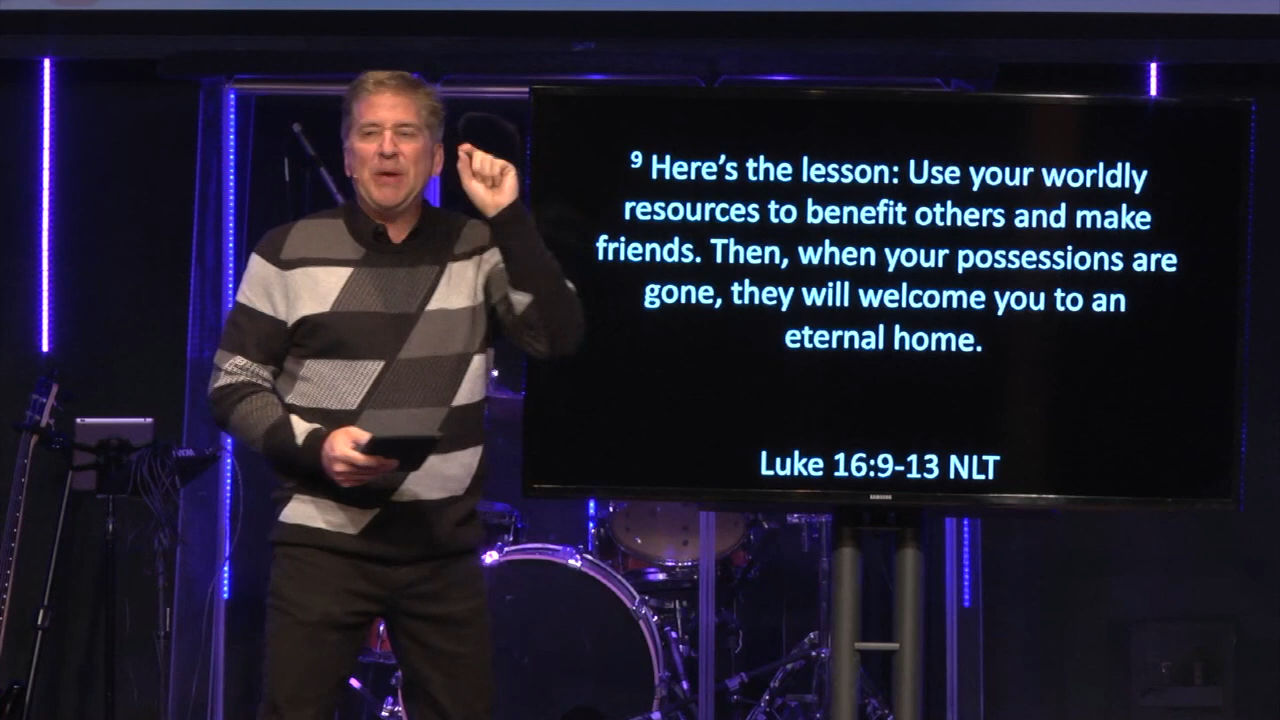 ⁹ Here's the lesson: Use your worldly
resources to benefit others and make
friends. Then, when your possessions are
gone, they will welcome you to an
eternal home.
Luke 16:9-13 NLT
SAMSUNG